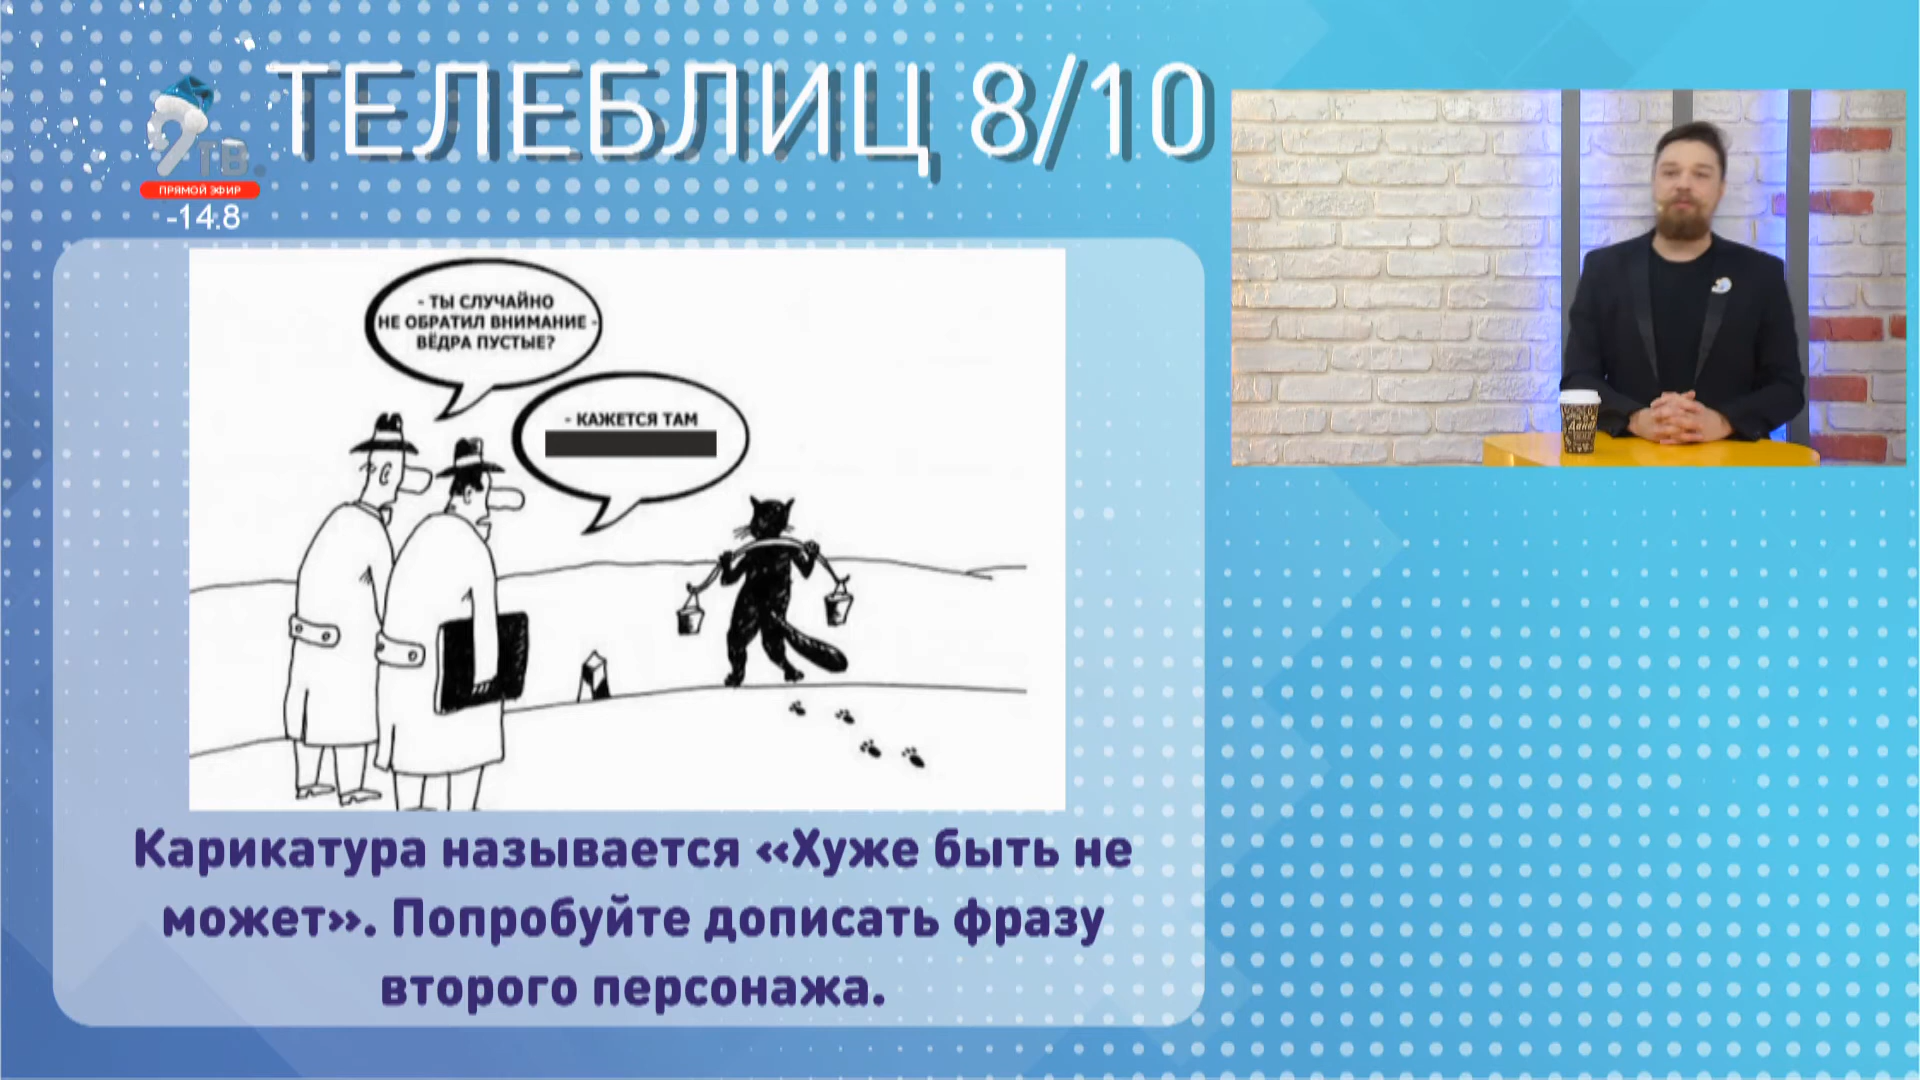 ТЕЛЕБЛИЦ 8/10
9ТВ.
ПРЯМОЙ ЭФИР
-14.8
- ТЫ СЛУЧАЙНО
НЕ ОБРАТИЛ ВНИМАНИЕ -
ВЁДРА ПУСТЫЕ?
- КАЖЕТСЯ ТАМ
Карикатура называется «Хуже быть не
может». Попробуйте дописать фразу
второго персонажа.